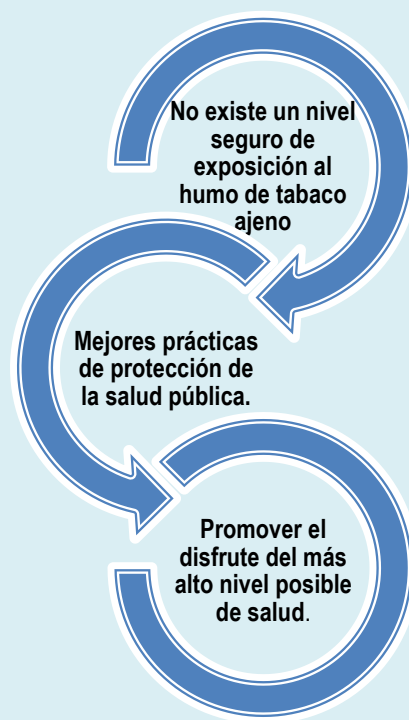 No existe un nivel
seguro de
exposición al
humo de tabaco
ajeno
Mejores prácticas
de protección de
la salud pública.
Promover el
disfrute del más
alto nivel posible
de salud.